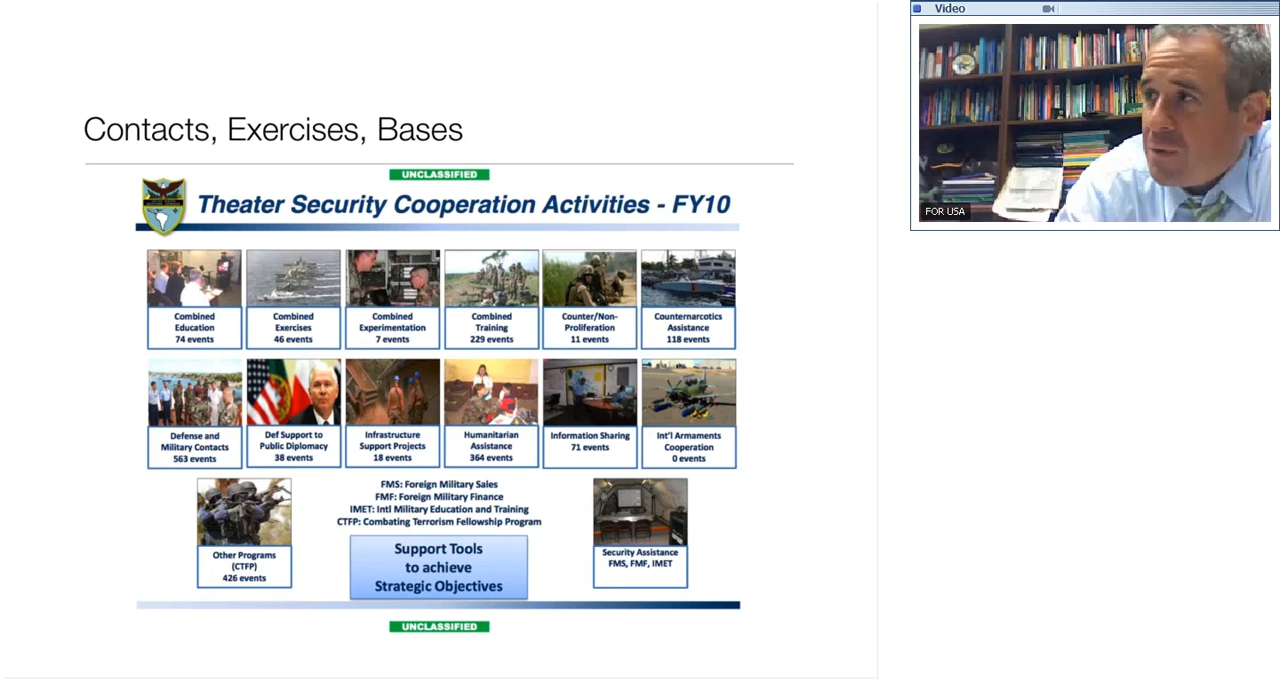 Video
Contacts, Exercises, Bases
UNCLASSIFIED
Theater Security Cooperation Activities - FY10
Combined
Education
74 events
Combined
Exercises
46 events
Combined
Experimentation
7 events
Combined
Training
229 events
Counter/Non-
Proliferation
11 events
Counternarcotics
Assistance
118 events
Defense and
Military Contacts
563 events
Def Support to
Public Diplomacy
38 events
Infrastructure
Support Projects
18 events
Humanitarian
Assistance
364 events
Information Sharing
71 events
Int'l Armaments
Cooperation
0 events
Other Programs
(CTFP)
426 events
FMS: Foreign Military Sales
FMF: Foreign Military Finance
IMET: Intl Military Education and Training
CTFP: Combating Terrorism Fellowship Program
Support Tools
to achieve
Strategic Objectives
Security Assistance
FMS, FMF, IMET
UNCLASSIFIED
FOR USA